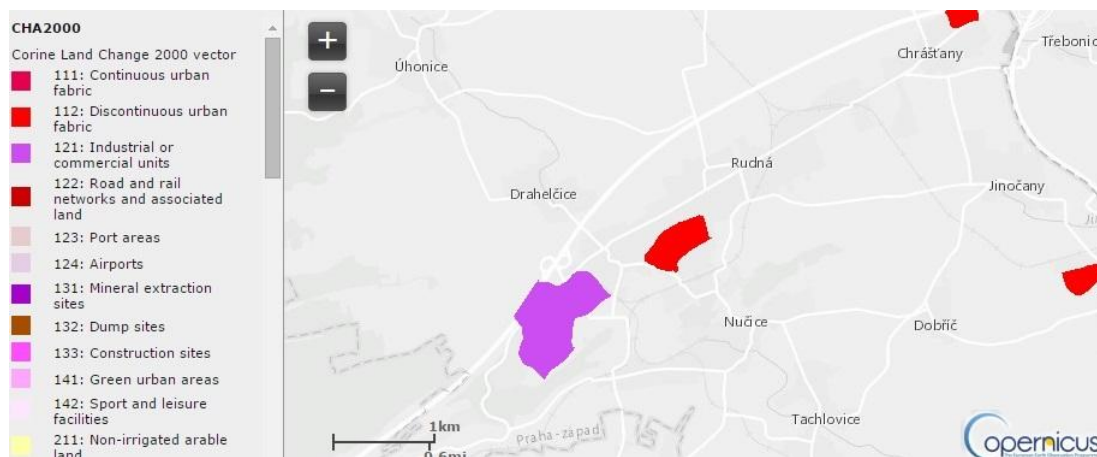 CHA2000
Corine Land Change 2000 vector
111: Continuous urban
fabric
112: Discontinuous urban
fabric
121: Industrial or
commercial units
122: Road and rail
networks and associated
land
123: Port areas
124: Airports
131: Mineral extraction
sites
132: Dump sites
133: Construction sites
141: Green urban areas
142: Sport and leisure
facilities
211: Non-irrigated arable
land
+
−
Úhonice
Chrášťany
Třebonic
Rudná
Drahelčice
Jinočany
Nučice
Dobříč
Tachlovice
Praha-západ
1km
0.6mi
Copernicus